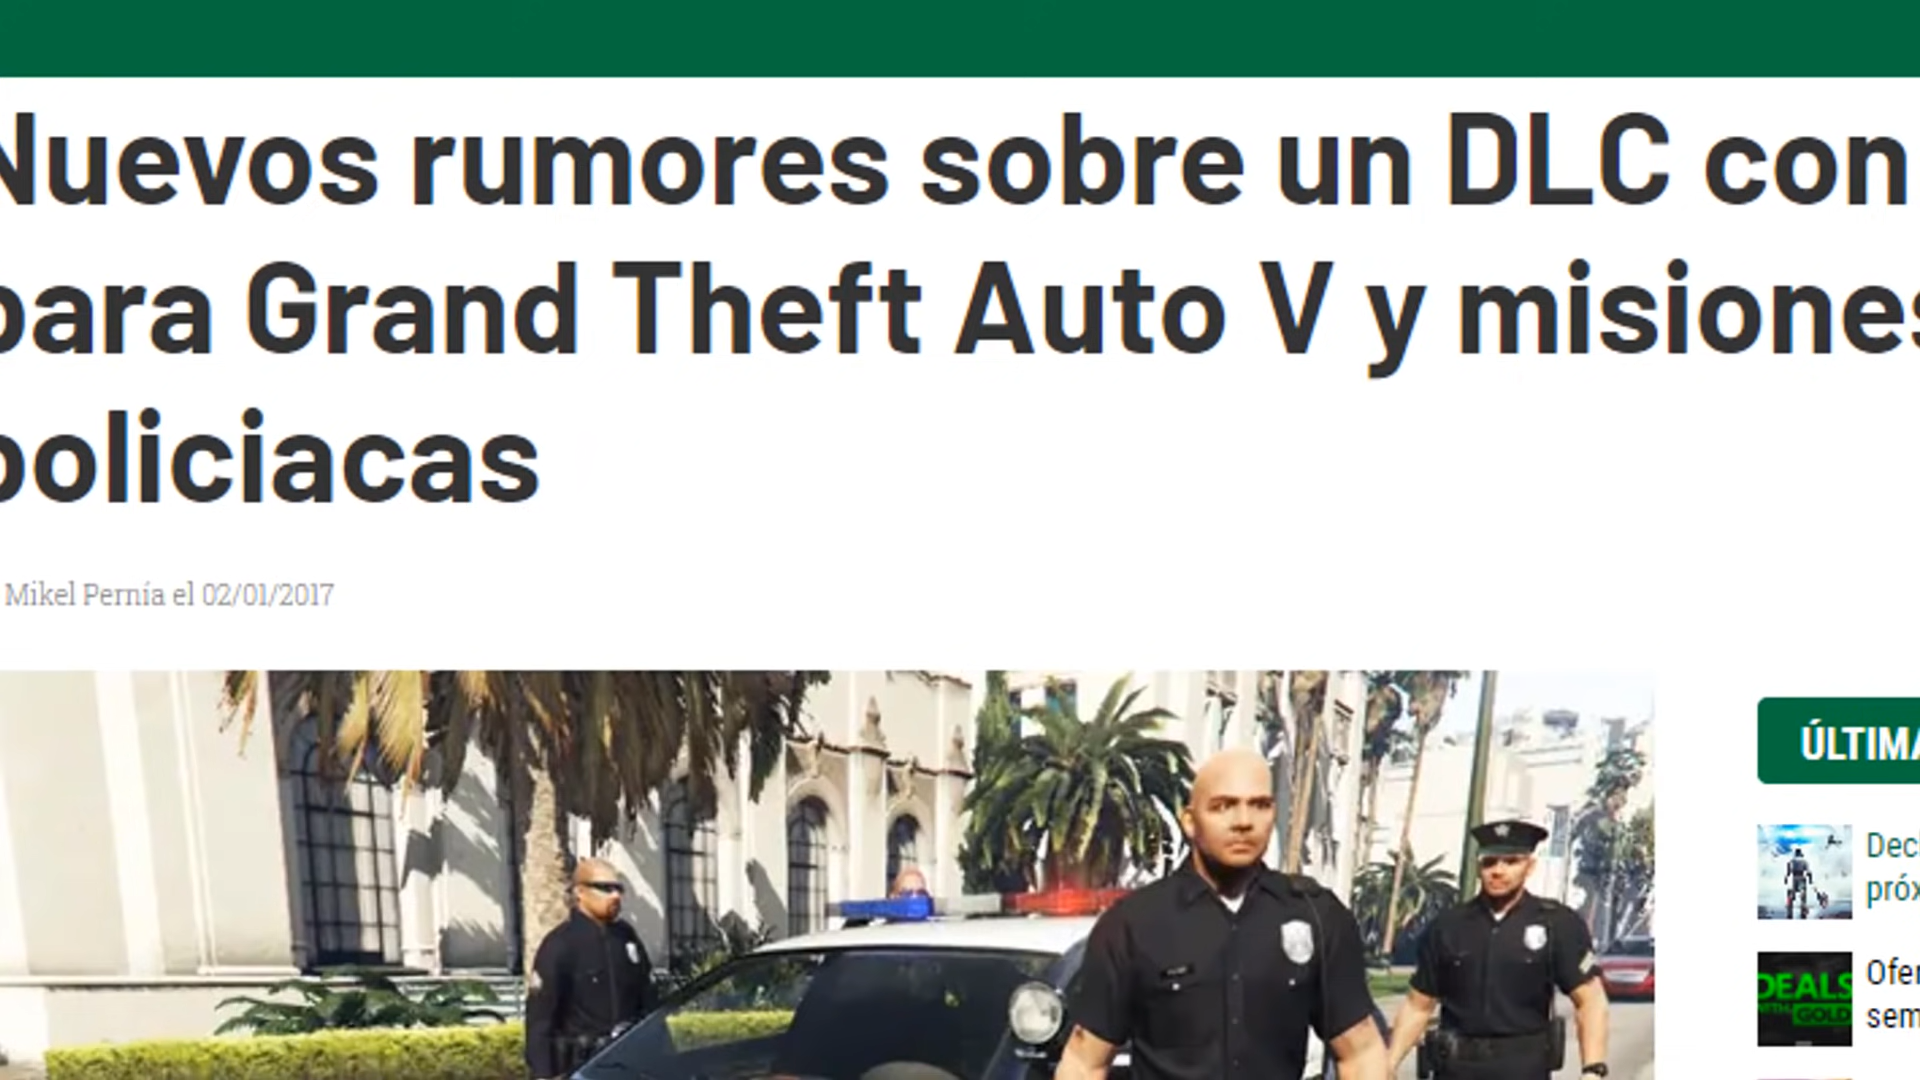 Nuevos rumores sobre un DLC con
para Grand Theft Auto V y misiones
policiacas
Mikel Pernía el 02/01/2017
ÚLTIMA
Dec
próx
DEALS
WITH GOLD
Ofer
sem